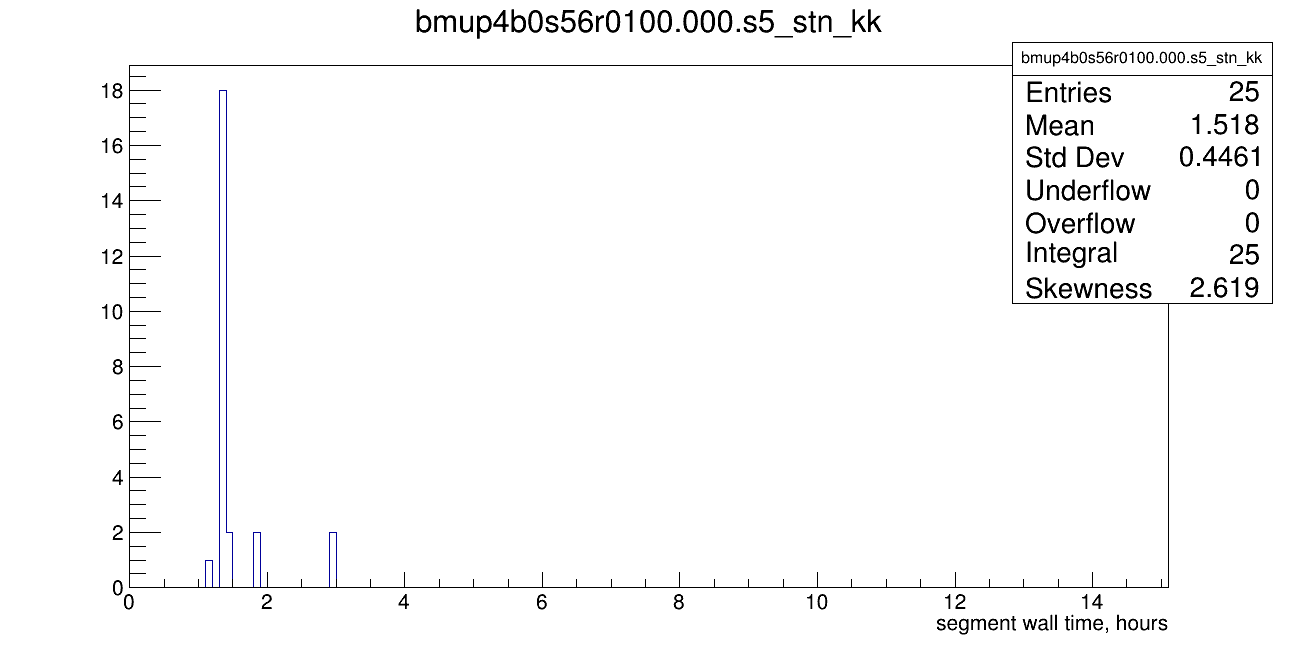 bmup4b0s56r0100.000.s5_stn_kk
bmup4b0s56r0100.000.s5_stn_kk
Entries 25
Mean 1.518
Std Dev 0.4461
Underflow 0
Overflow 0
Integral 25
Skewness 2.619
18
16
14
12
10
8
6
4
2
0
0 2 4 6 8 10 12 14
segment wall time, hours